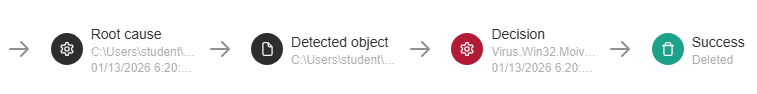 Root cause
C:\Users\student\...
01/13/2026 6:20:...
Detected object
C:\Users\student\...
Decision
Virus.Win32.Moiv...
01/13/2026 6:20:...
Success
Deleted